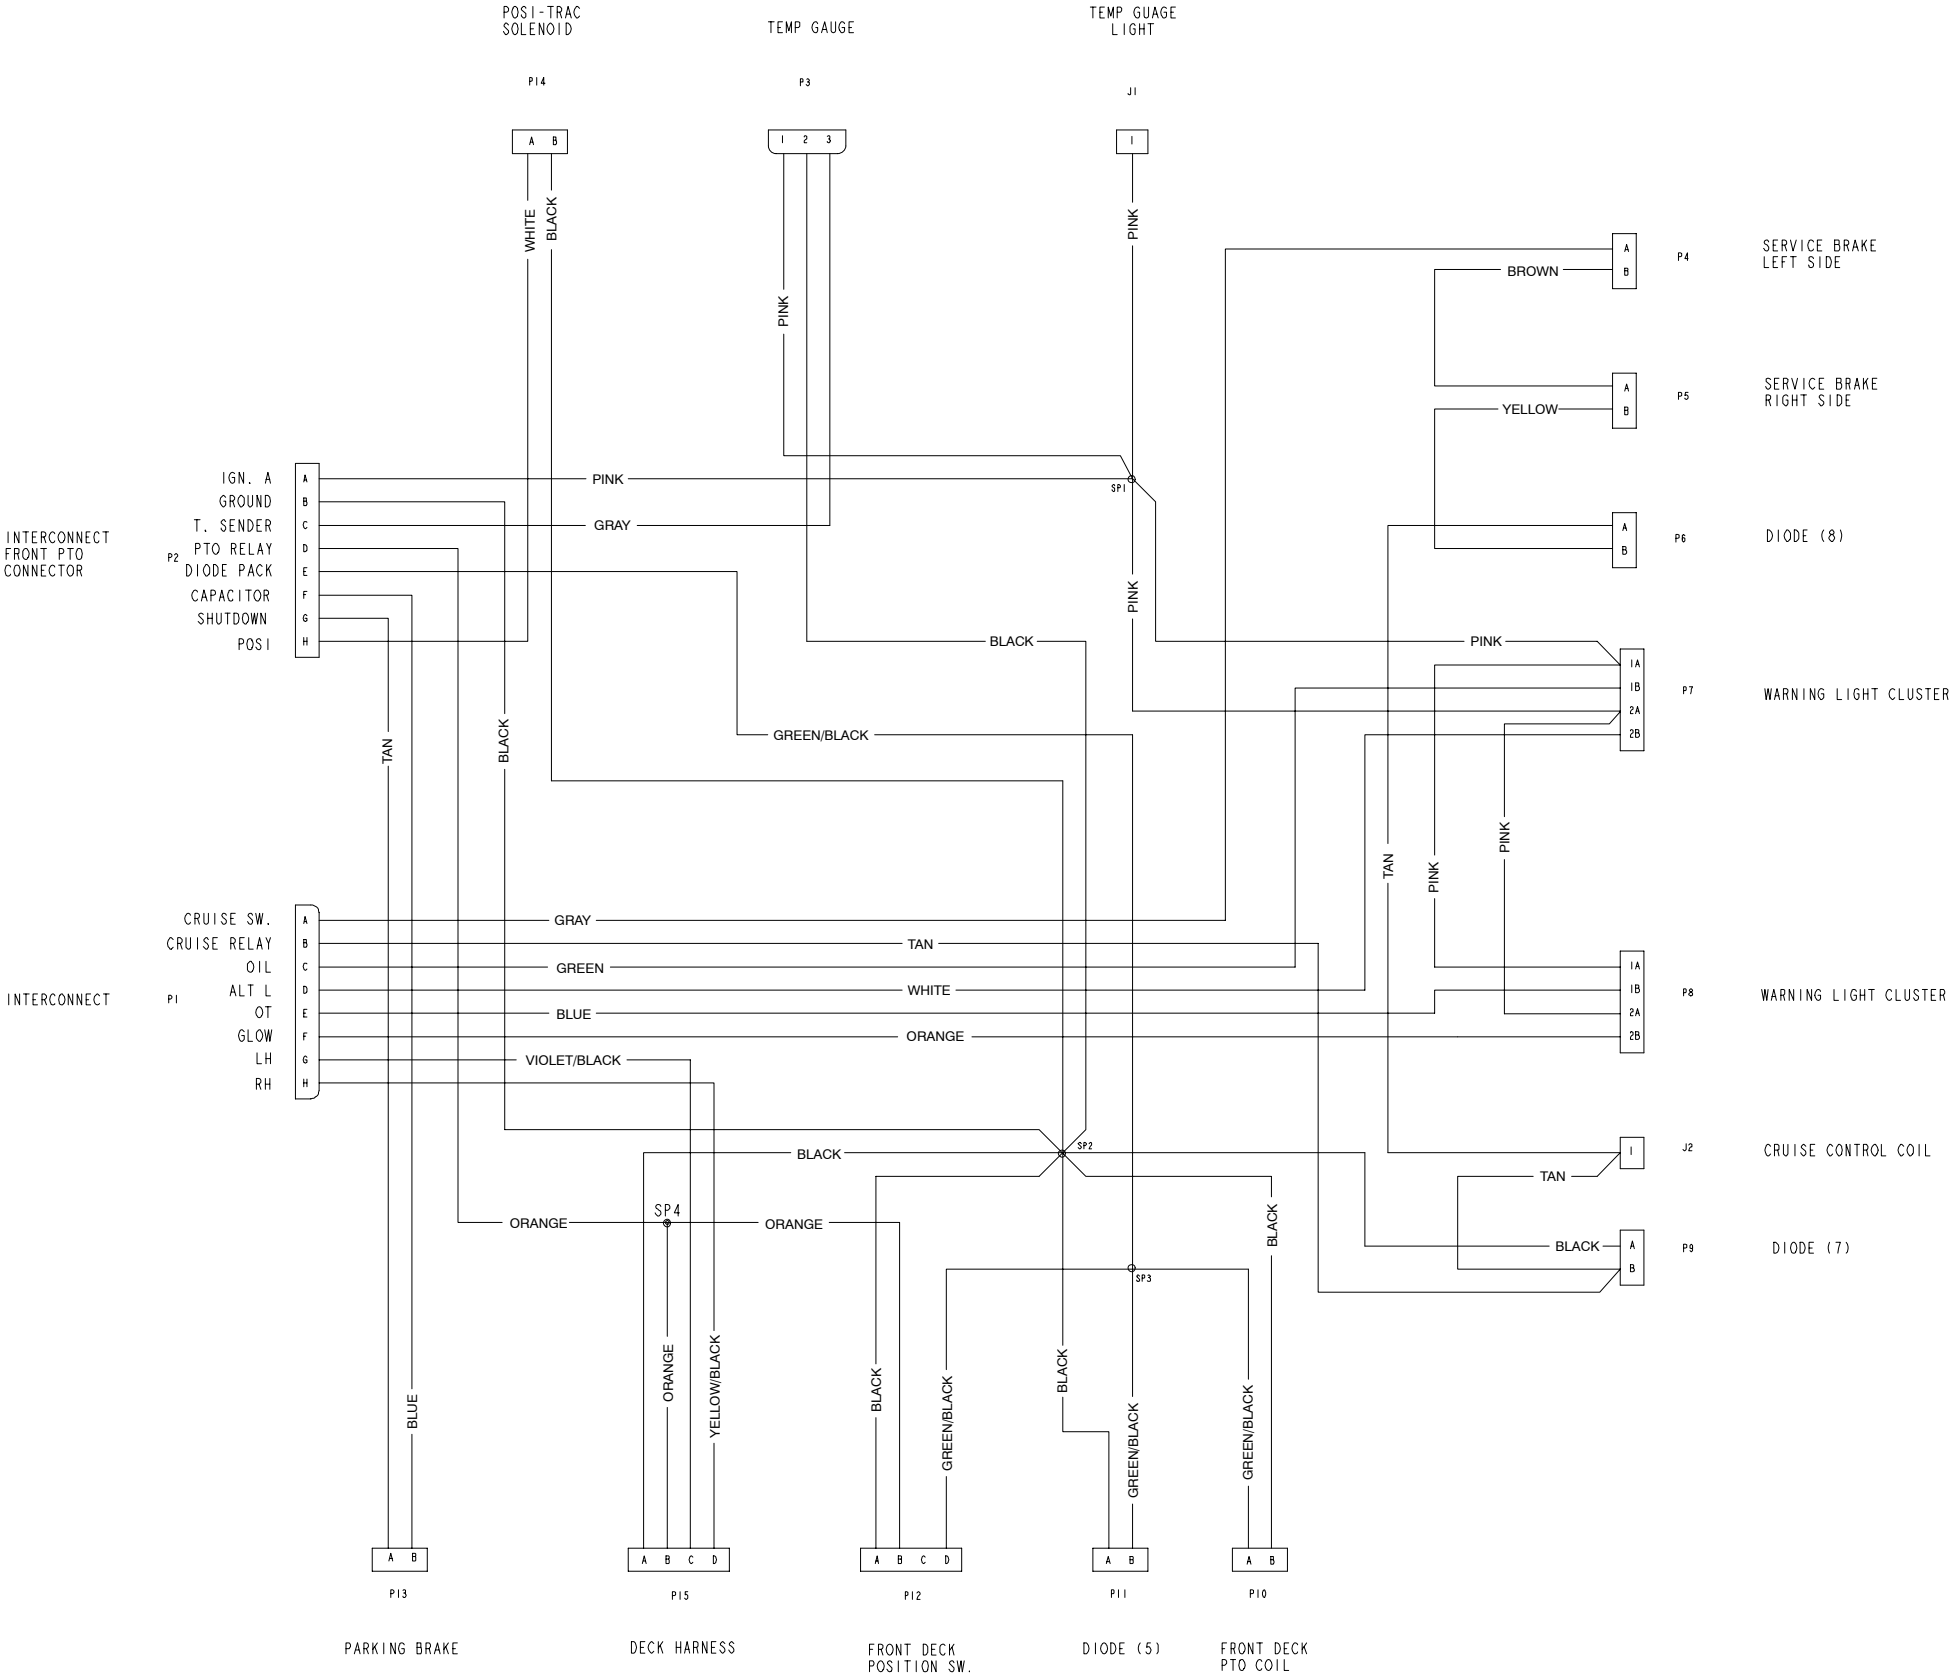 POSI-TRAC
SOLENOID
TEMP GAUGE
TEMP GUAGE
LIGHT
P14
P3
J1
A B
1 2 3
1
WHITE
BLACK
PINK
PINK
A
B
P4
SERVICE BRAKE
LEFT SIDE
BROWN
A
B
P5
SERVICE BRAKE
RIGHT SIDE
YELLOW
INTERCONNECT
FRONT PTO
CONNECTOR
P2
IGN. A
GROUND
T. SENDER
PTO RELAY
DIODE PACK
CAPACITOR
SHUTDOWN
POSI
A
B
C
D
E
F
G
H
PINK
GRAY
SP1
A
B
P6
DIODE (8)
PINK
BLACK
PINK
1A
1B
2A
2B
P7
WARNING LIGHT CLUSTER
TAN
BLACK
GREEN/BLACK
TAN
PINK
PINK
INTERCONNECT
P1
CRUISE SW.
CRUISE RELAY
OIL
ALT L
OT
GLOW
LH
RH
A
B
C
D
E
F
G
H
GRAY
TAN
GREEN
WHITE
BLUE
ORANGE
VIOLET/BLACK
1A
1B
2A
2B
P8
WARNING LIGHT CLUSTER
BLACK
SP2
1
J2
CRUISE CONTROL COIL
TAN
SP4
ORANGE
ORANGE
BLACK
BLACK
A
B
P9
DIODE (7)
SP3
BLUE
ORANGE
YELLOW/BLACK
BLACK
GREEN/BLACK
BLACK
GREEN/BLACK
GREEN/BLACK
A B
A B C D
A B C D
A B
A B
P13
P15
P12
P11
P10
PARKING BRAKE
DECK HARNESS
FRONT DECK
POSITION SW.
DIODE (5)
FRONT DECK
PTO COIL